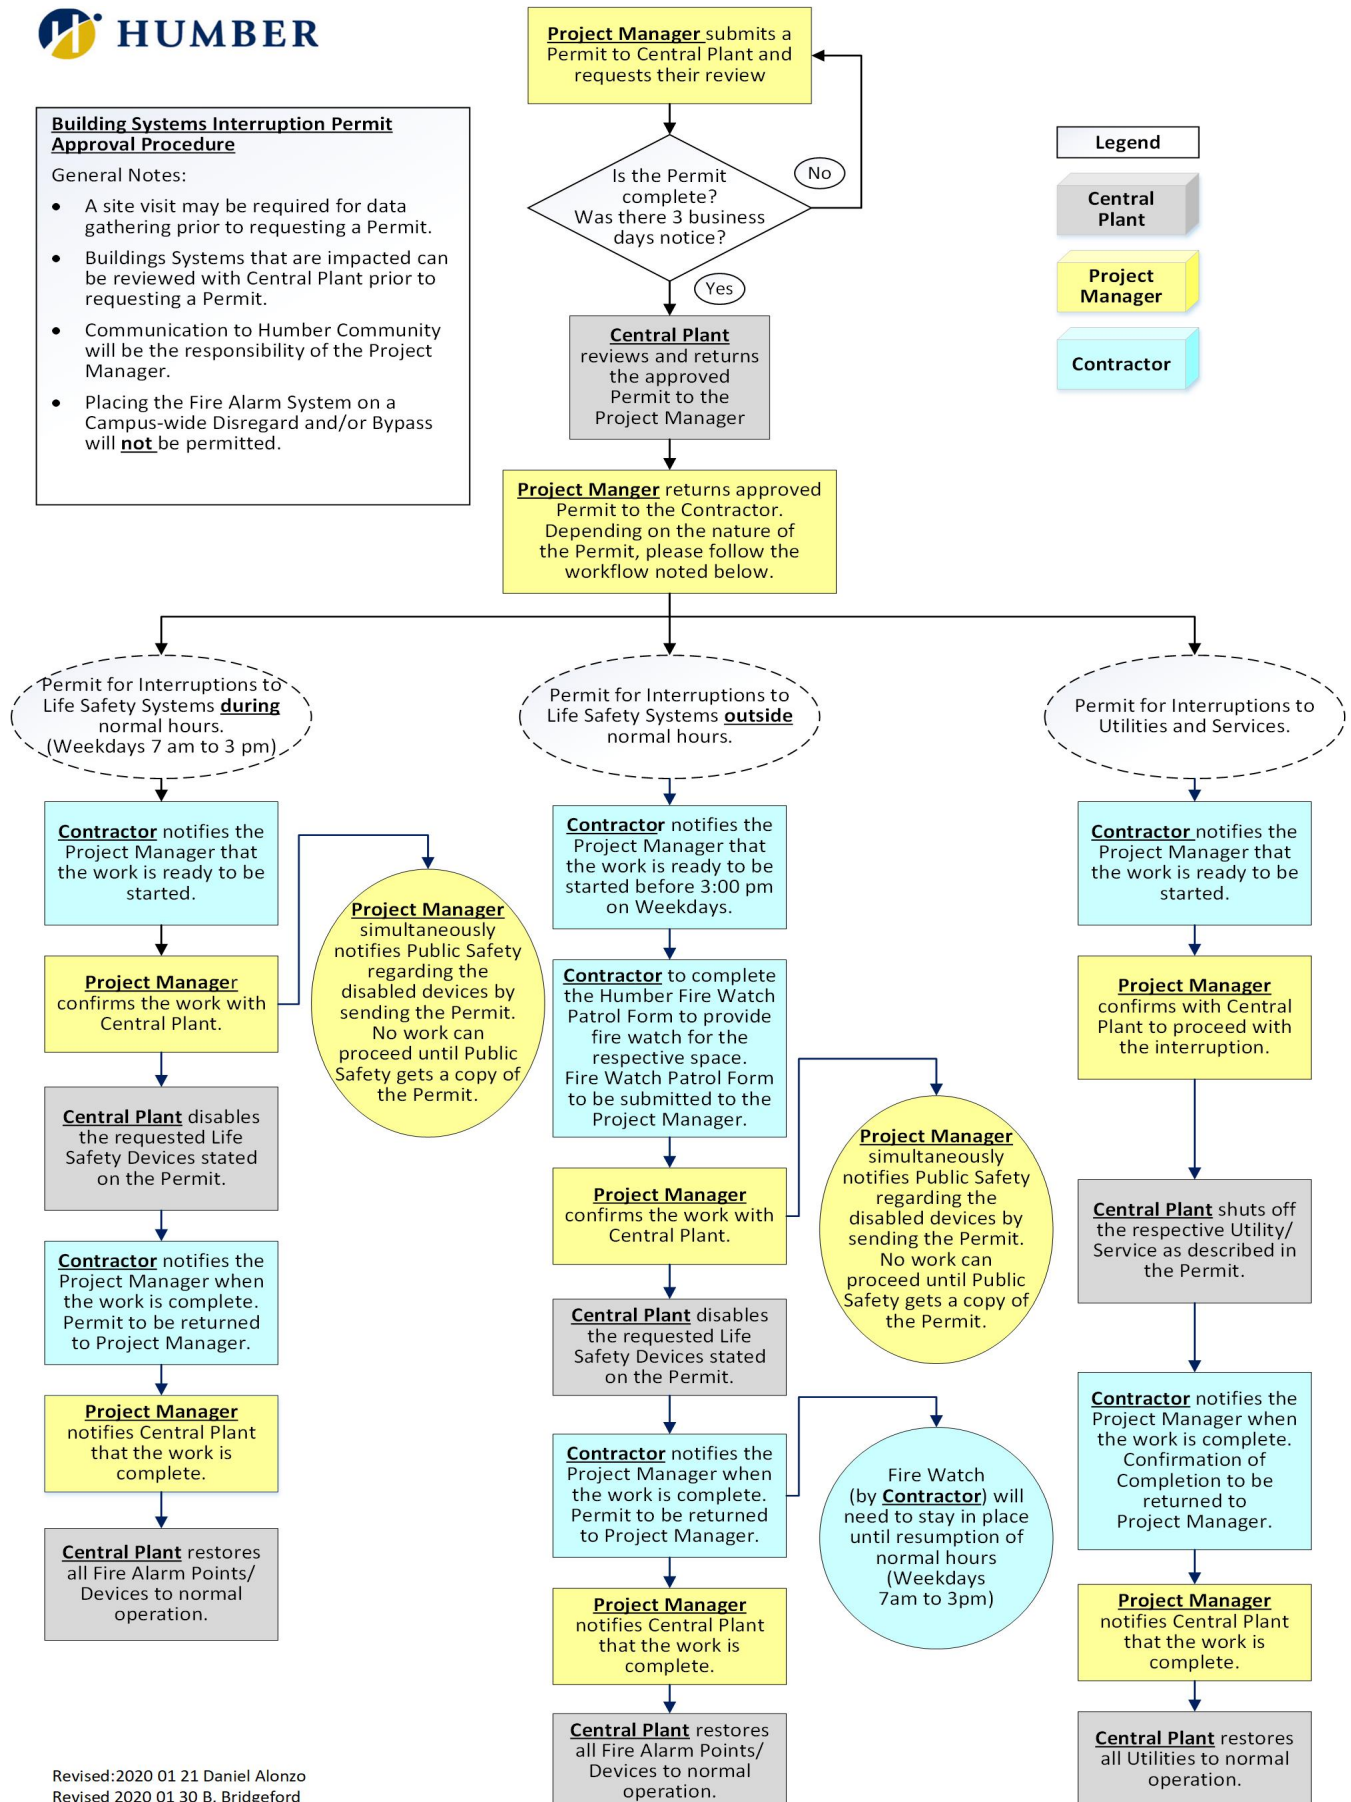 HUMBER
Building Systems Interruption Permit
Approval Procedure
General Notes:
• A site visit may be required for data
gathering prior to requesting a Permit.
• Buildings Systems that are impacted can
be reviewed with Central Plant prior to
requesting a Permit.
• Communication to Humber Community
will be the responsibility of the Project
Manager.
• Placing the Fire Alarm System on a
Campus-wide Disregard and/or Bypass
will not be permitted.
Project Manager submits a
Permit to Central Plant and
requests their review
Is the Permit
complete?
Was there 3 business
days notice?
No
Yes
Legend
Central
Plant
Project
Manager
Contractor
Central Plant
reviews and returns
the approved
Permit to the
Project Manager
Project Manger returns approved
Permit to the Contractor.
Depending on the nature of
the Permit, please follow the
workflow noted below.
Permit for Interruptions to
Life Safety Systems during
normal hours.
(Weekdays 7 am to 3 pm)
Contractor notifies the
Project Manager that
the work is ready to be
started.
Project Manager
confirms the work with
Central Plant.
Project Manager
simultaneously
notifies Public Safety
regarding the
disabled devices by
sending the Permit.
No work can
proceed until Public
Safety gets a copy of
the Permit.
Central Plant disables
the requested Life
Safety Devices stated
on the Permit.
Contractor notifies the
Project Manager when
the work is complete.
Permit to be returned
to Project Manager.
Project Manager
notifies Central Plant
that the work is
complete.
Central Plant restores
all Fire Alarm Points/
Devices to normal
operation.
Permit for Interruptions to
Life Safety Systems outside
normal hours.
Contractor notifies the
Project Manager that
the work is ready to be
started before 3:00 pm
on Weekdays.
Contractor to complete
the Humber Fire Watch
Patrol Form to provide
fire watch for the
respective space.
Fire Watch Patrol Form
to be submitted to the
Project Manager.
Project Manager
confirms the work with
Central Plant.
Project Manager
simultaneously
notifies Public Safety
regarding the
disabled devices by
sending the Permit.
No work can
proceed until Public
Safety gets a copy of
the Permit.
Central Plant disables
the requested Life
Safety Devices stated
on the Permit.
Contractor notifies the
Project Manager when
the work is complete.
Permit to be returned
to Project Manager.
Fire Watch
(by Contractor) will
need to stay in place
until resumption of
normal hours
(Weekdays
7am to 3pm)
Project Manager
notifies Central Plant
that the work is
complete.
Central Plant restores
all Fire Alarm Points/
Devices to normal
operation.
Permit for Interruptions to
Utilities and Services.
Contractor notifies the
Project Manager that
the work is ready to be
started.
Project Manager
confirms with Central
Plant to proceed with
the interruption.
Central Plant shuts off
the respective Utility/
Service as described in
the Permit.
Contractor notifies the
Project Manager when
the work is complete.
Confirmation of
Completion to be
returned to
Project Manager.
Project Manager
notifies Central Plant
that the work is
complete.
Central Plant restores
all Utilities to normal
operation.
Revised:2020 01 21 Daniel Alonzo
Revised 2020 01 30 B. Bridgeford